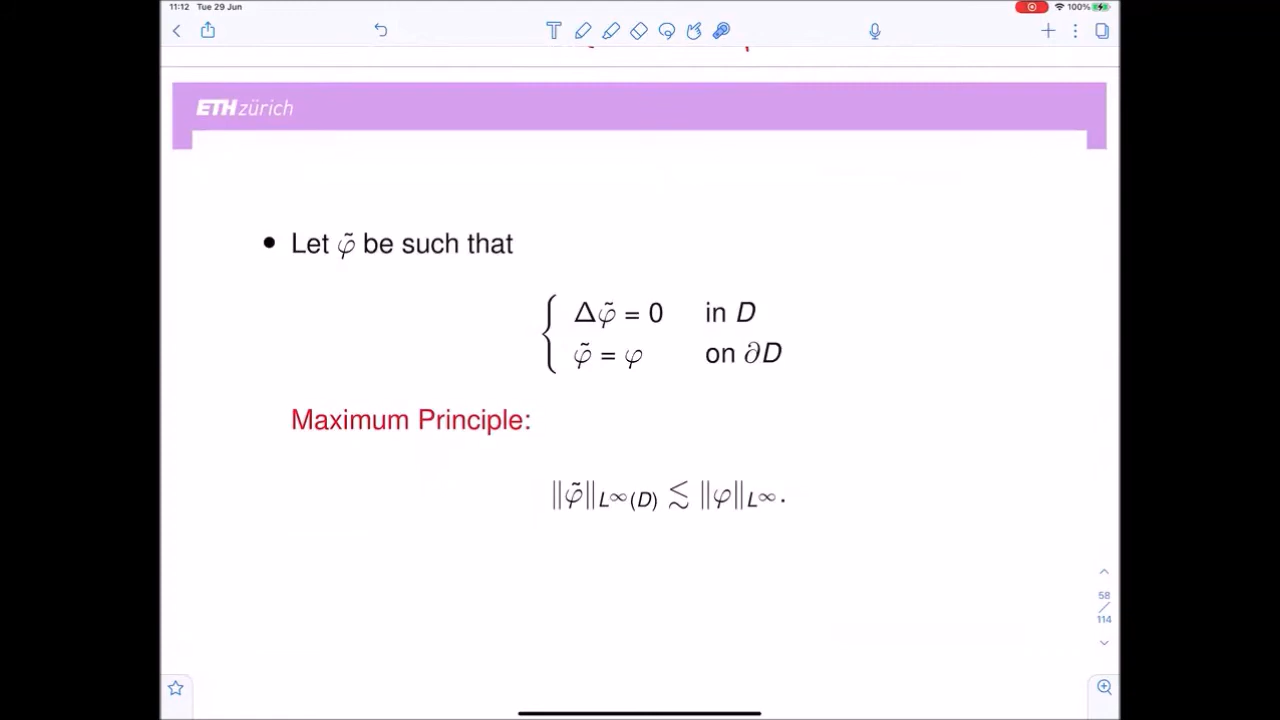 11:12 Tue 29 Jun
100%
ETH zürich
• Let φ̃ be such that
Δφ̃ = 0 in D
φ̃ = φ on ∂D
Maximum Principle:
‖φ̃‖L∞(D) ≲ ‖φ‖L∞.
58
/
114